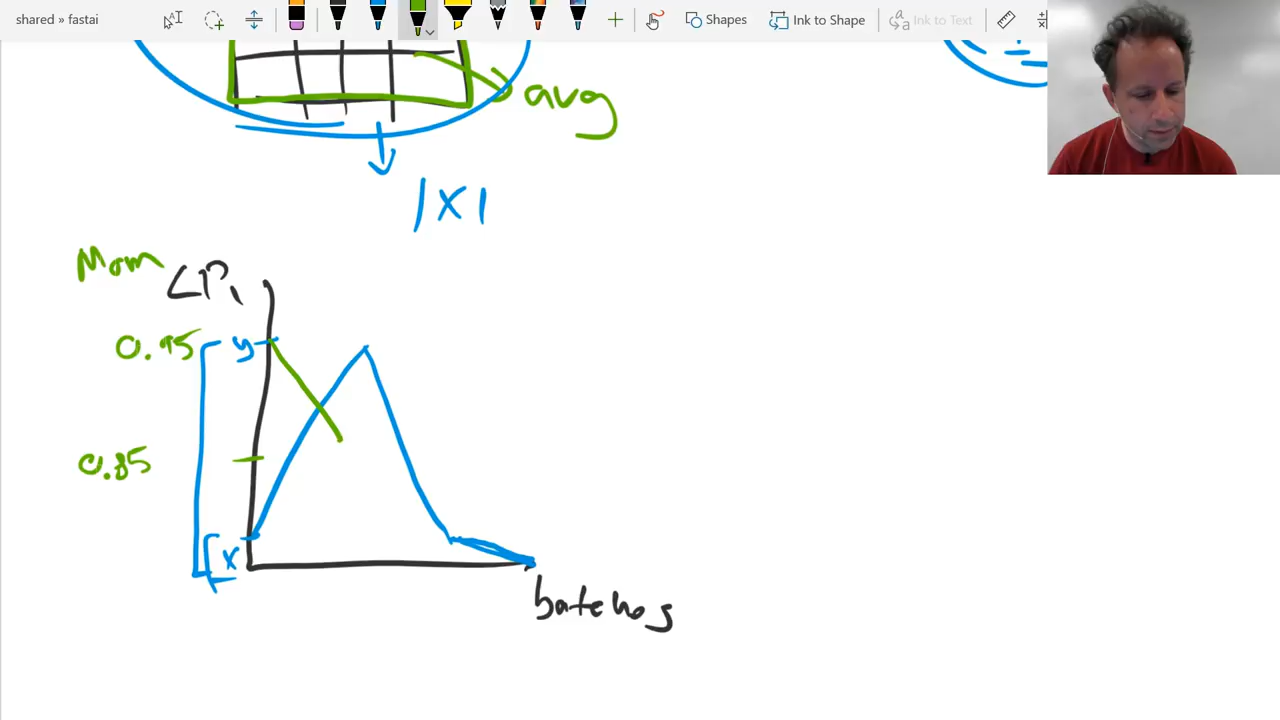 shared » fastai
Shapes
Ink to Shape
Ink to Text
avg
1x1
Mom
LR
0.95
y
0.85
x
batches